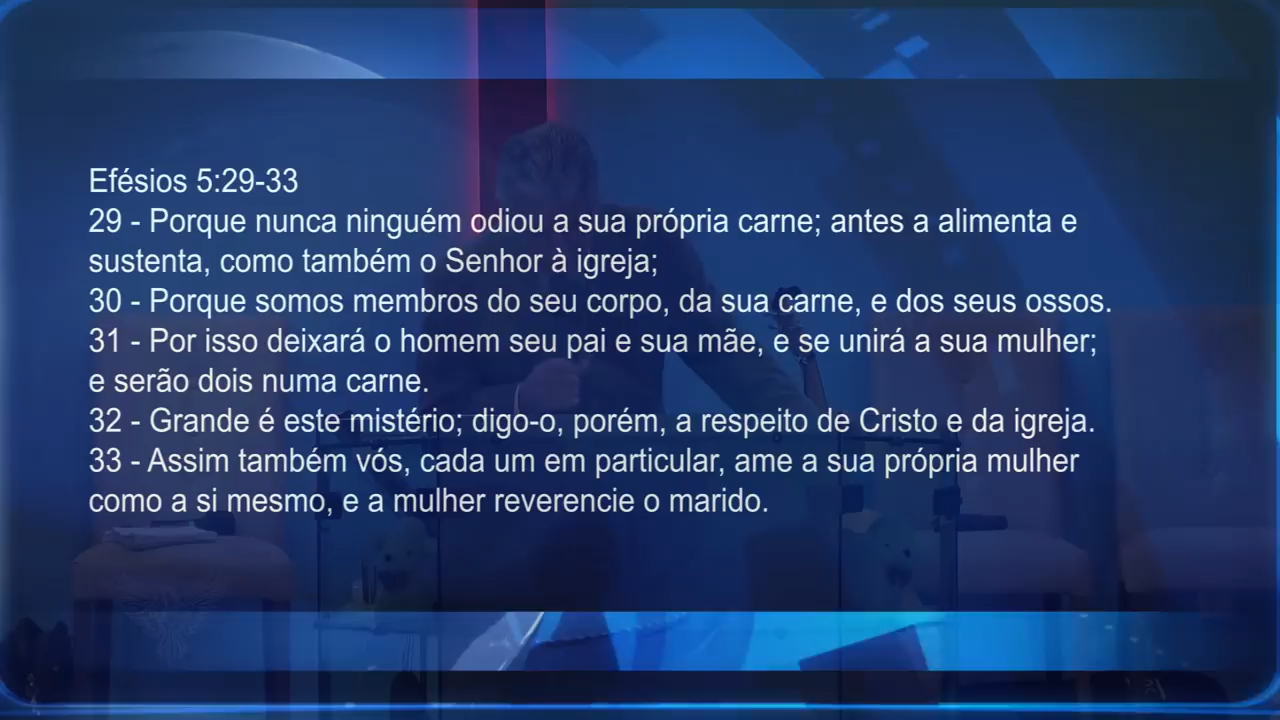 Efésios 5:29-33
29 - Porque nunca ninguém odiou a sua própria carne; antes a alimenta e
sustenta, como também o Senhor à igreja;
30 - Porque somos membros do seu corpo, da sua carne, e dos seus ossos.
31 - Por isso deixará o homem seu pai e sua mãe, e se unirá a sua mulher;
e serão dois numa carne.
32 - Grande é este mistério; digo-o, porém, a respeito de Cristo e da igreja.
33 - Assim também vós, cada um em particular, ame a sua própria mulher
como a si mesmo, e a mulher reverencie o marido.